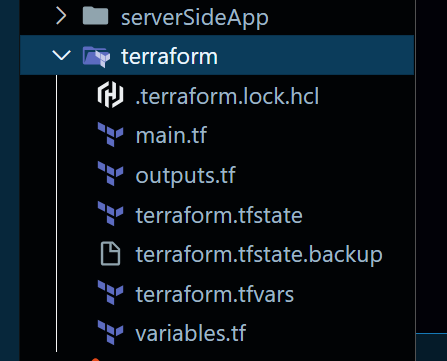 serverSideApp
terraform
.terraform.lock.hcl
main.tf
outputs.tf
terraform.tfstate
terraform.tfstate.backup
terraform.tfvars
variables.tf